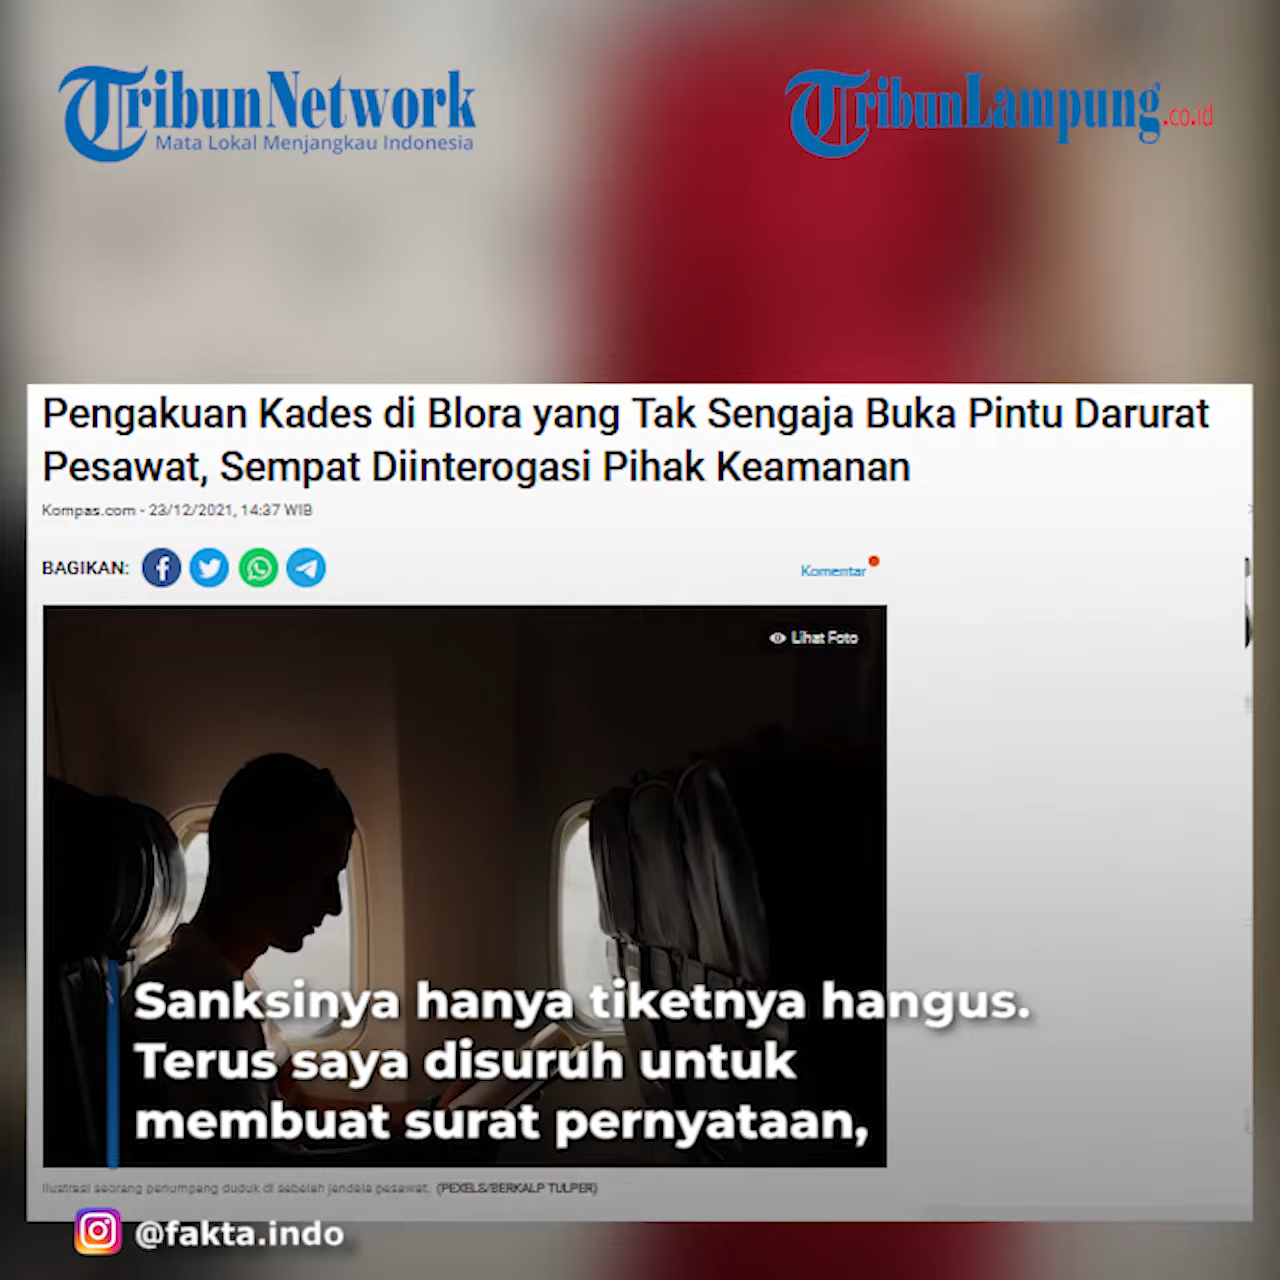 TribunNetwork
Mata Lokal Menjangkau Indonesia
TribunLampung.co.id
Pengakuan Kades di Blora yang Tak Sengaja Buka Pintu Darurat
Pesawat, Sempat Diinterogasi Pihak Keamanan
Kompas.com - 23/12/2021, 14:37 WIB
BAGIKAN:
Komentar
Lihat Foto
Sanksinya hanya tiketnya hangus.
Terus saya disuruh untuk
membuat surat pernyataan,
Ilustrasi seorang penumpang duduk di sebelah jendela pesawat. (PEXELS/BERKALP TULPER)
@fakta.indo